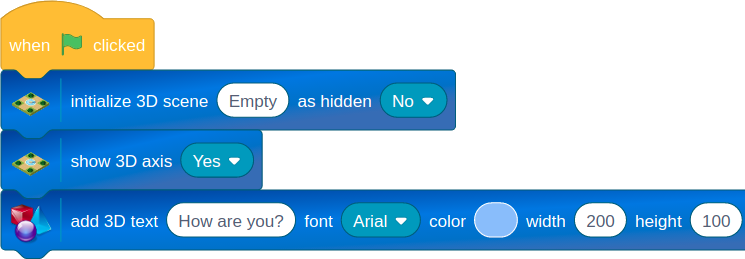 when clicked
initialize 3D scene Empty as hidden No
show 3D axis Yes
add 3D text How are you? font Arial color width 200 height 100